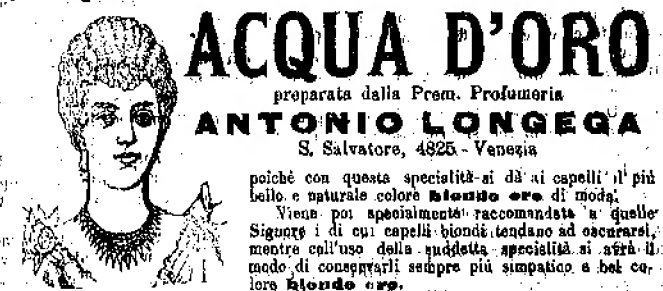 ACQUA D'ORO
preparata dalla Prem. Profumeria
ANTONIO LONGEGA
S. Salvatore, 4825 - Venezia
poichè con questa specialità si dà ai capelli il più
bello e naturale colore biondo oro di moda.
Viene poi specialmente raccomandata a quelle
Signore i di cui capelli biondi tendano ad oscurarsi,
mentre coll'uso della suddetta specialità si avrà il
modo di conservarli sempre più simpatico e bel co-
lore biondo oro.